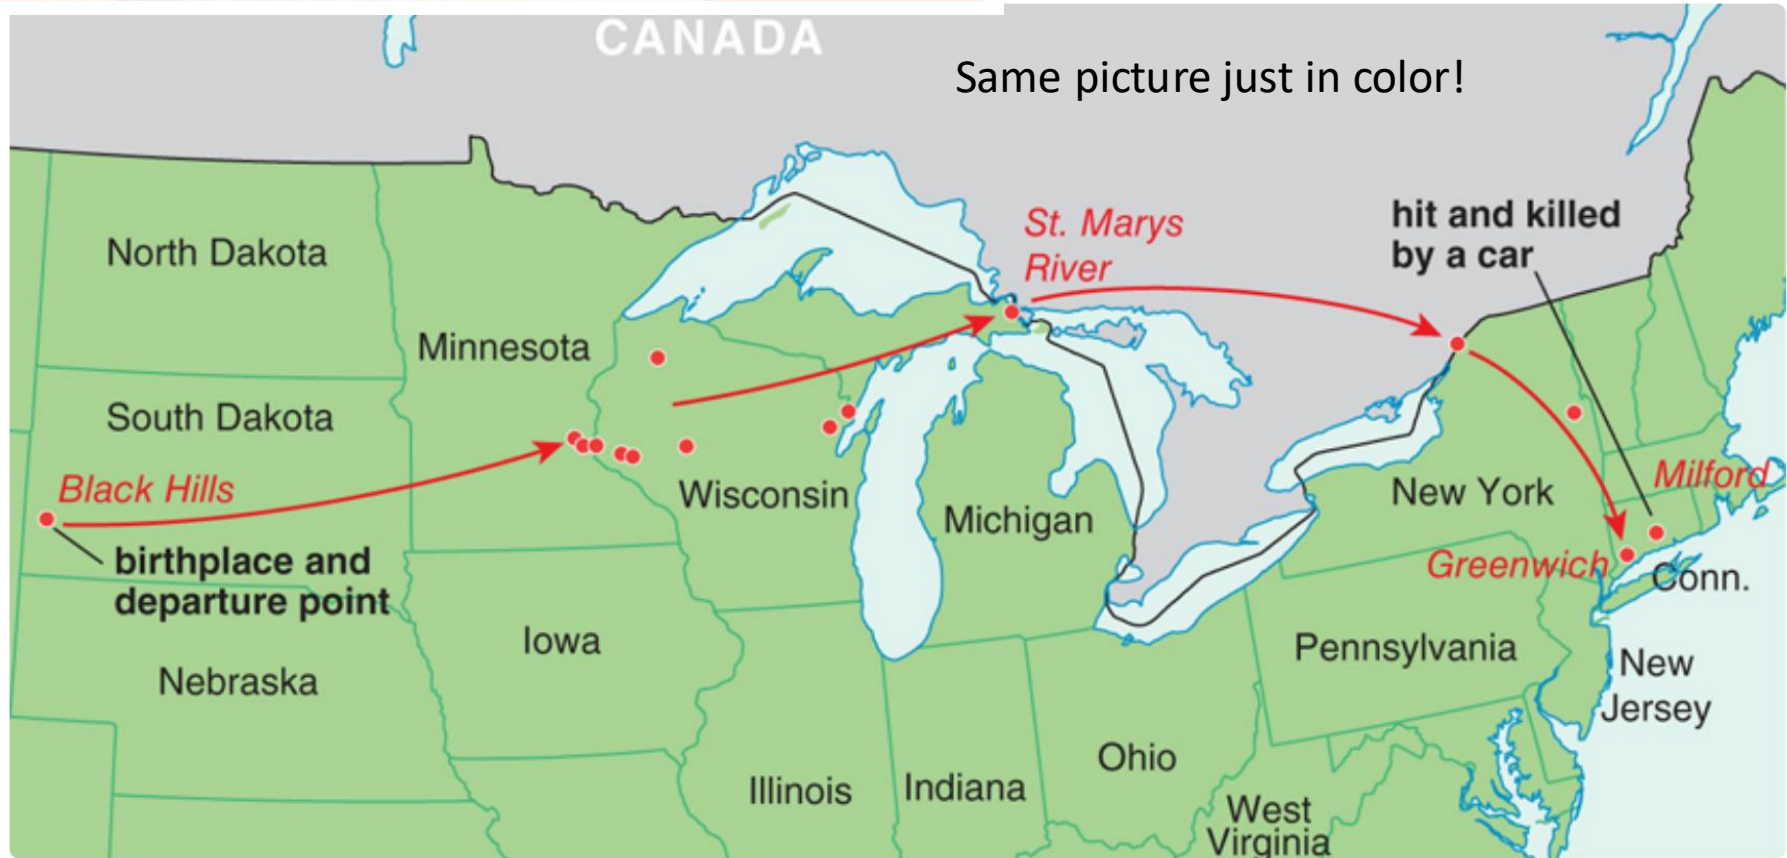 CANADA
Same picture just in color!
St. Marys
River
hit and killed
by a car
North Dakota
Minnesota
South Dakota
Black Hills
Wisconsin
Michigan
New York
Milford
birthplace and
departure point
Greenwich
Conn.
Iowa
Nebraska
Pennsylvania
New
Jersey
Ohio
Illinois
Indiana
West
Virginia